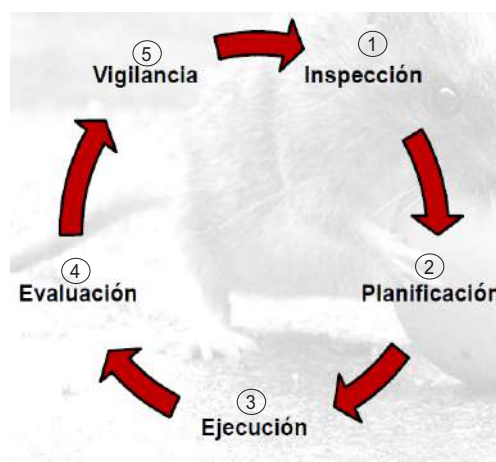 ①
Inspección
②
Planificación
③
Ejecución
④
Evaluación
⑤
Vigilancia